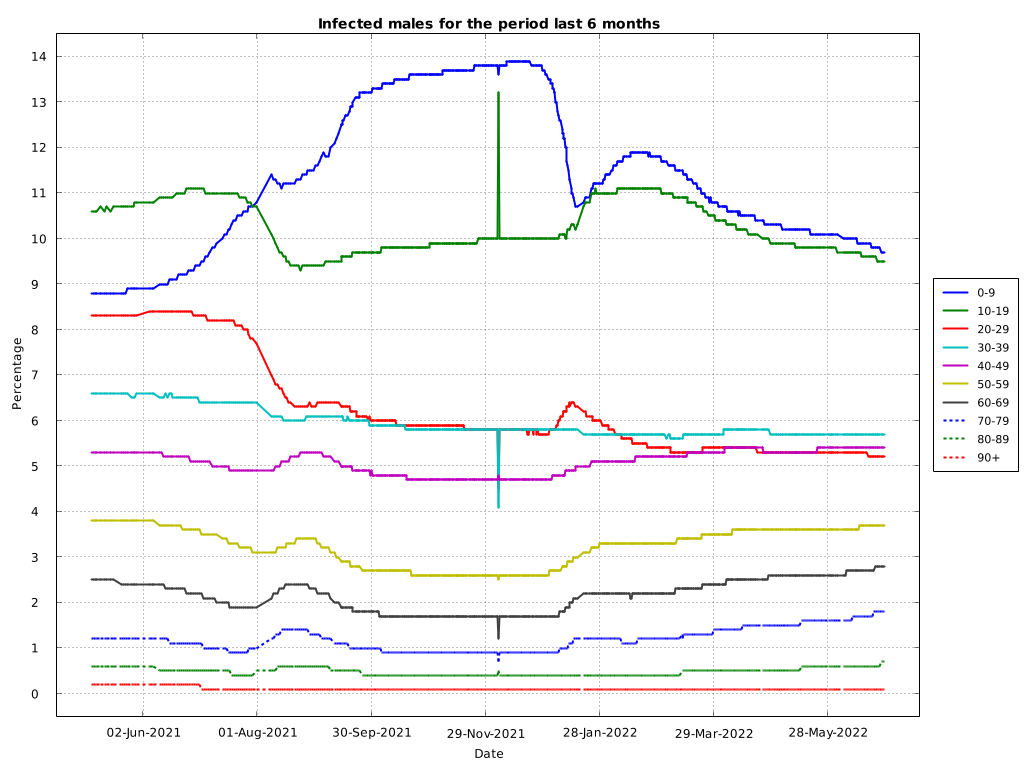 Infected males for the period last 6 months
14
13
12
11
10
9
8
7
6
5
4
3
2
1
0
Percentage
02-Jun-2021
01-Aug-2021
30-Sep-2021
29-Nov-2021
28-Jan-2022
29-Mar-2022
28-May-2022
Date
0-9
10-19
20-29
30-39
40-49
50-59
60-69
70-79
80-89
90+